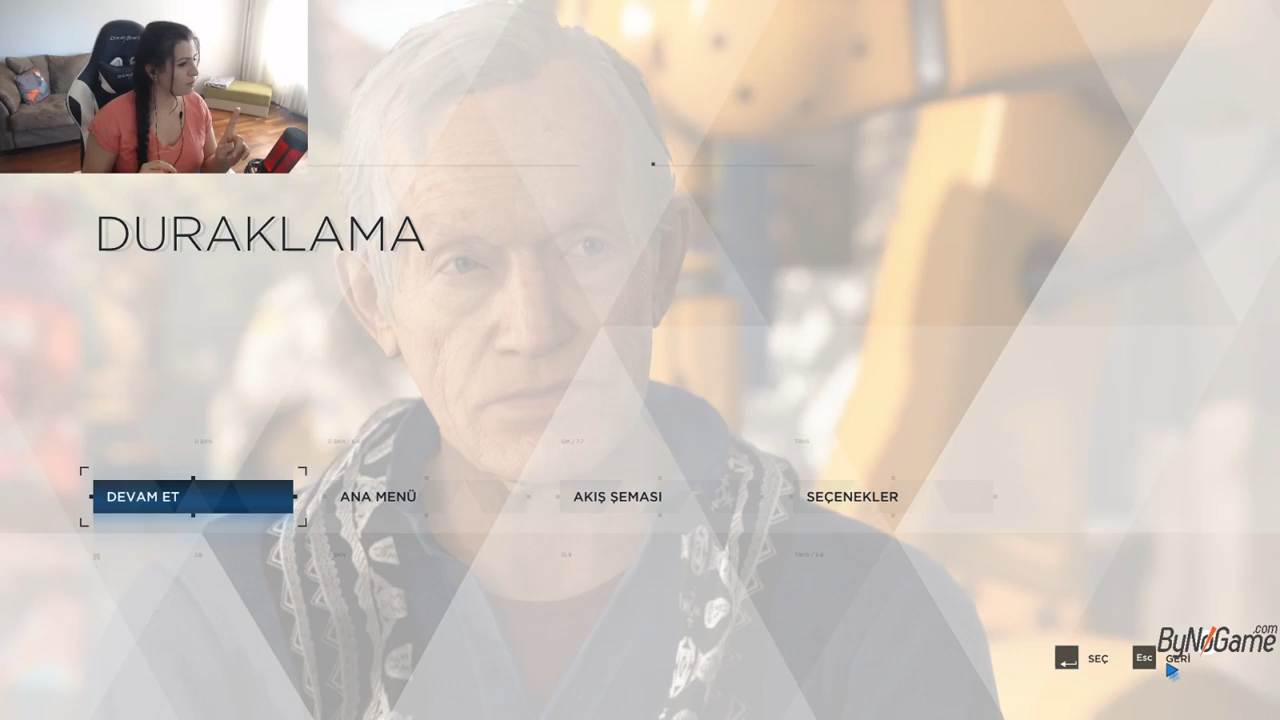 DURAKLAMA
DEVAM ET
ANA MENÜ
AKIŞ ŞEMASI
SEÇENEKLER
SEÇ
Esc
GERİ
ByNoGame
.com